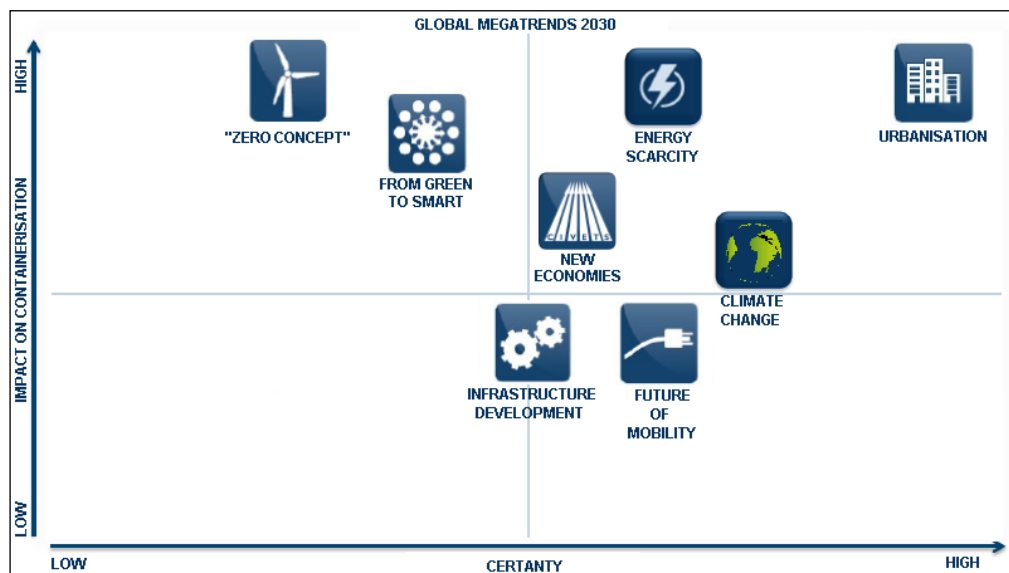 GLOBAL MEGATRENDS 2030
HIGH
IMPACT ON CONTAINERISATION
LOW
"ZERO CONCEPT"
FROM GREEN
TO SMART
ENERGY
SCARCITY
URBANISATION
CIVETS
NEW
ECONOMIES
CLIMATE
CHANGE
INFRASTRUCTURE
DEVELOPMENT
FUTURE
OF
MOBILITY
LOW
CERTANTY
HIGH